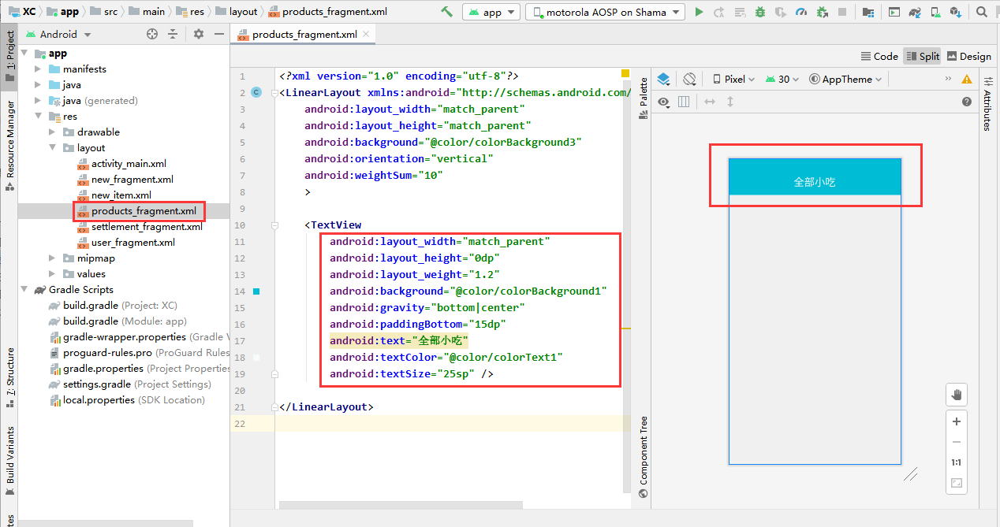 XC app src main res layout products_fragment.xml app motorola AOSP on Shama
1: Project
Resource Manager
7: Structure
Build Variants
Android
app
manifests
java
java (generated)
res
drawable
layout
activity_main.xml
new_fragment.xml
new_item.xml
products_fragment.xml
settlement_fragment.xml
user_fragment.xml
mipmap
values
Gradle Scripts
build.gradle (Project: XC)
build.gradle (Module: app)
gradle-wrapper.properties (Gradle V
proguard-rules.pro (ProGuard Rules
gradle.properties (Project Properties
settings.gradle (Project Settings)
local.properties (SDK Location)
products_fragment.xml
Code Split Design
1 <?xml version="1.0" encoding="utf-8"?>
2 C <LinearLayout xmlns:android="http://schemas.android.com/
3 android:layout_width="match_parent"
4 android:layout_height="match_parent"
5 android:background="@color/colorBackground3"
6 android:orientation="vertical"
7 android:weightSum="10"
8 >
9
10 <TextView
11 android:layout_width="match_parent"
12 android:layout_height="0dp"
13 android:layout_weight="1.2"
14 android:background="@color/colorBackground1"
15 android:gravity="bottom|center"
16 android:paddingBottom="15dp"
17 android:text="全部小吃"
18 android:textColor="@color/colorText1"
19 android:textSize="25sp" />
20
21 </LinearLayout>
22
Palette
Component Tree
Pixel 30 AppTheme »
?
全部小吃
1:1
Attributes